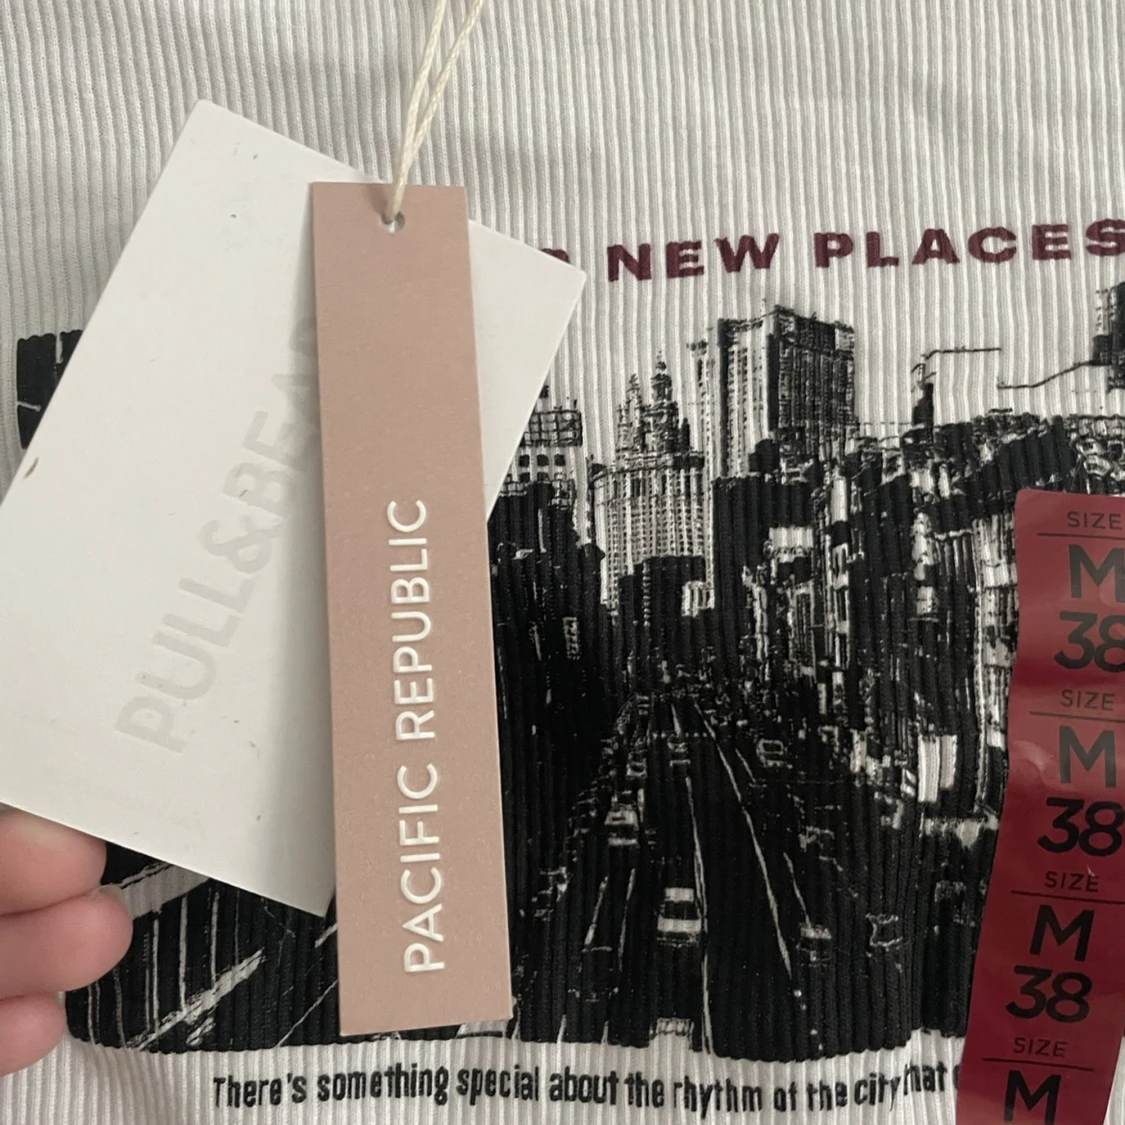 NEW PLACES
PULL&BEA
PACIFIC REPUBLIC
SIZE
M
38
SIZE
M
38
SIZE
M
38
SIZE
M
There's something special about the rhythm of the city that